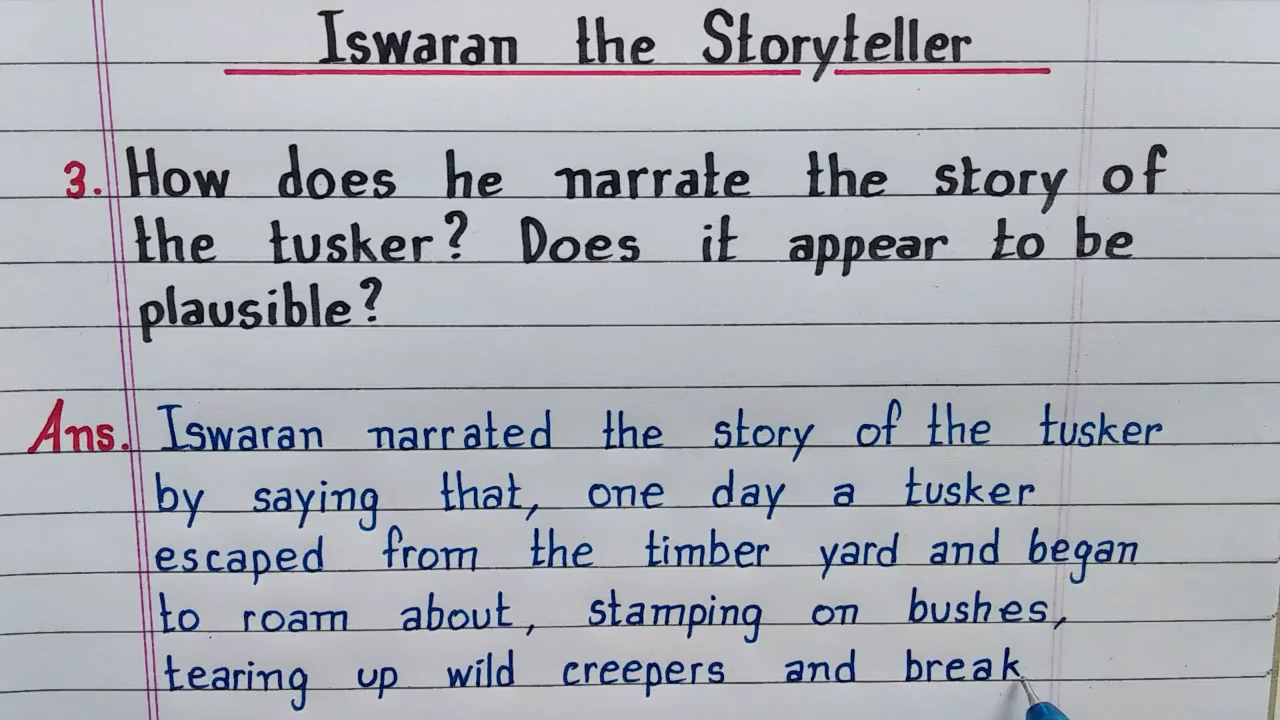 Iswaran the Storyteller
3. How does he narrate the story of
the tusker? Does it appear to be
plausible?
Ans. Iswaran narrated the story of the tusker
by saying that, one day a tusker
escaped from the timber yard and began
to roam about, stamping on bushes,
tearing up wild creepers and break